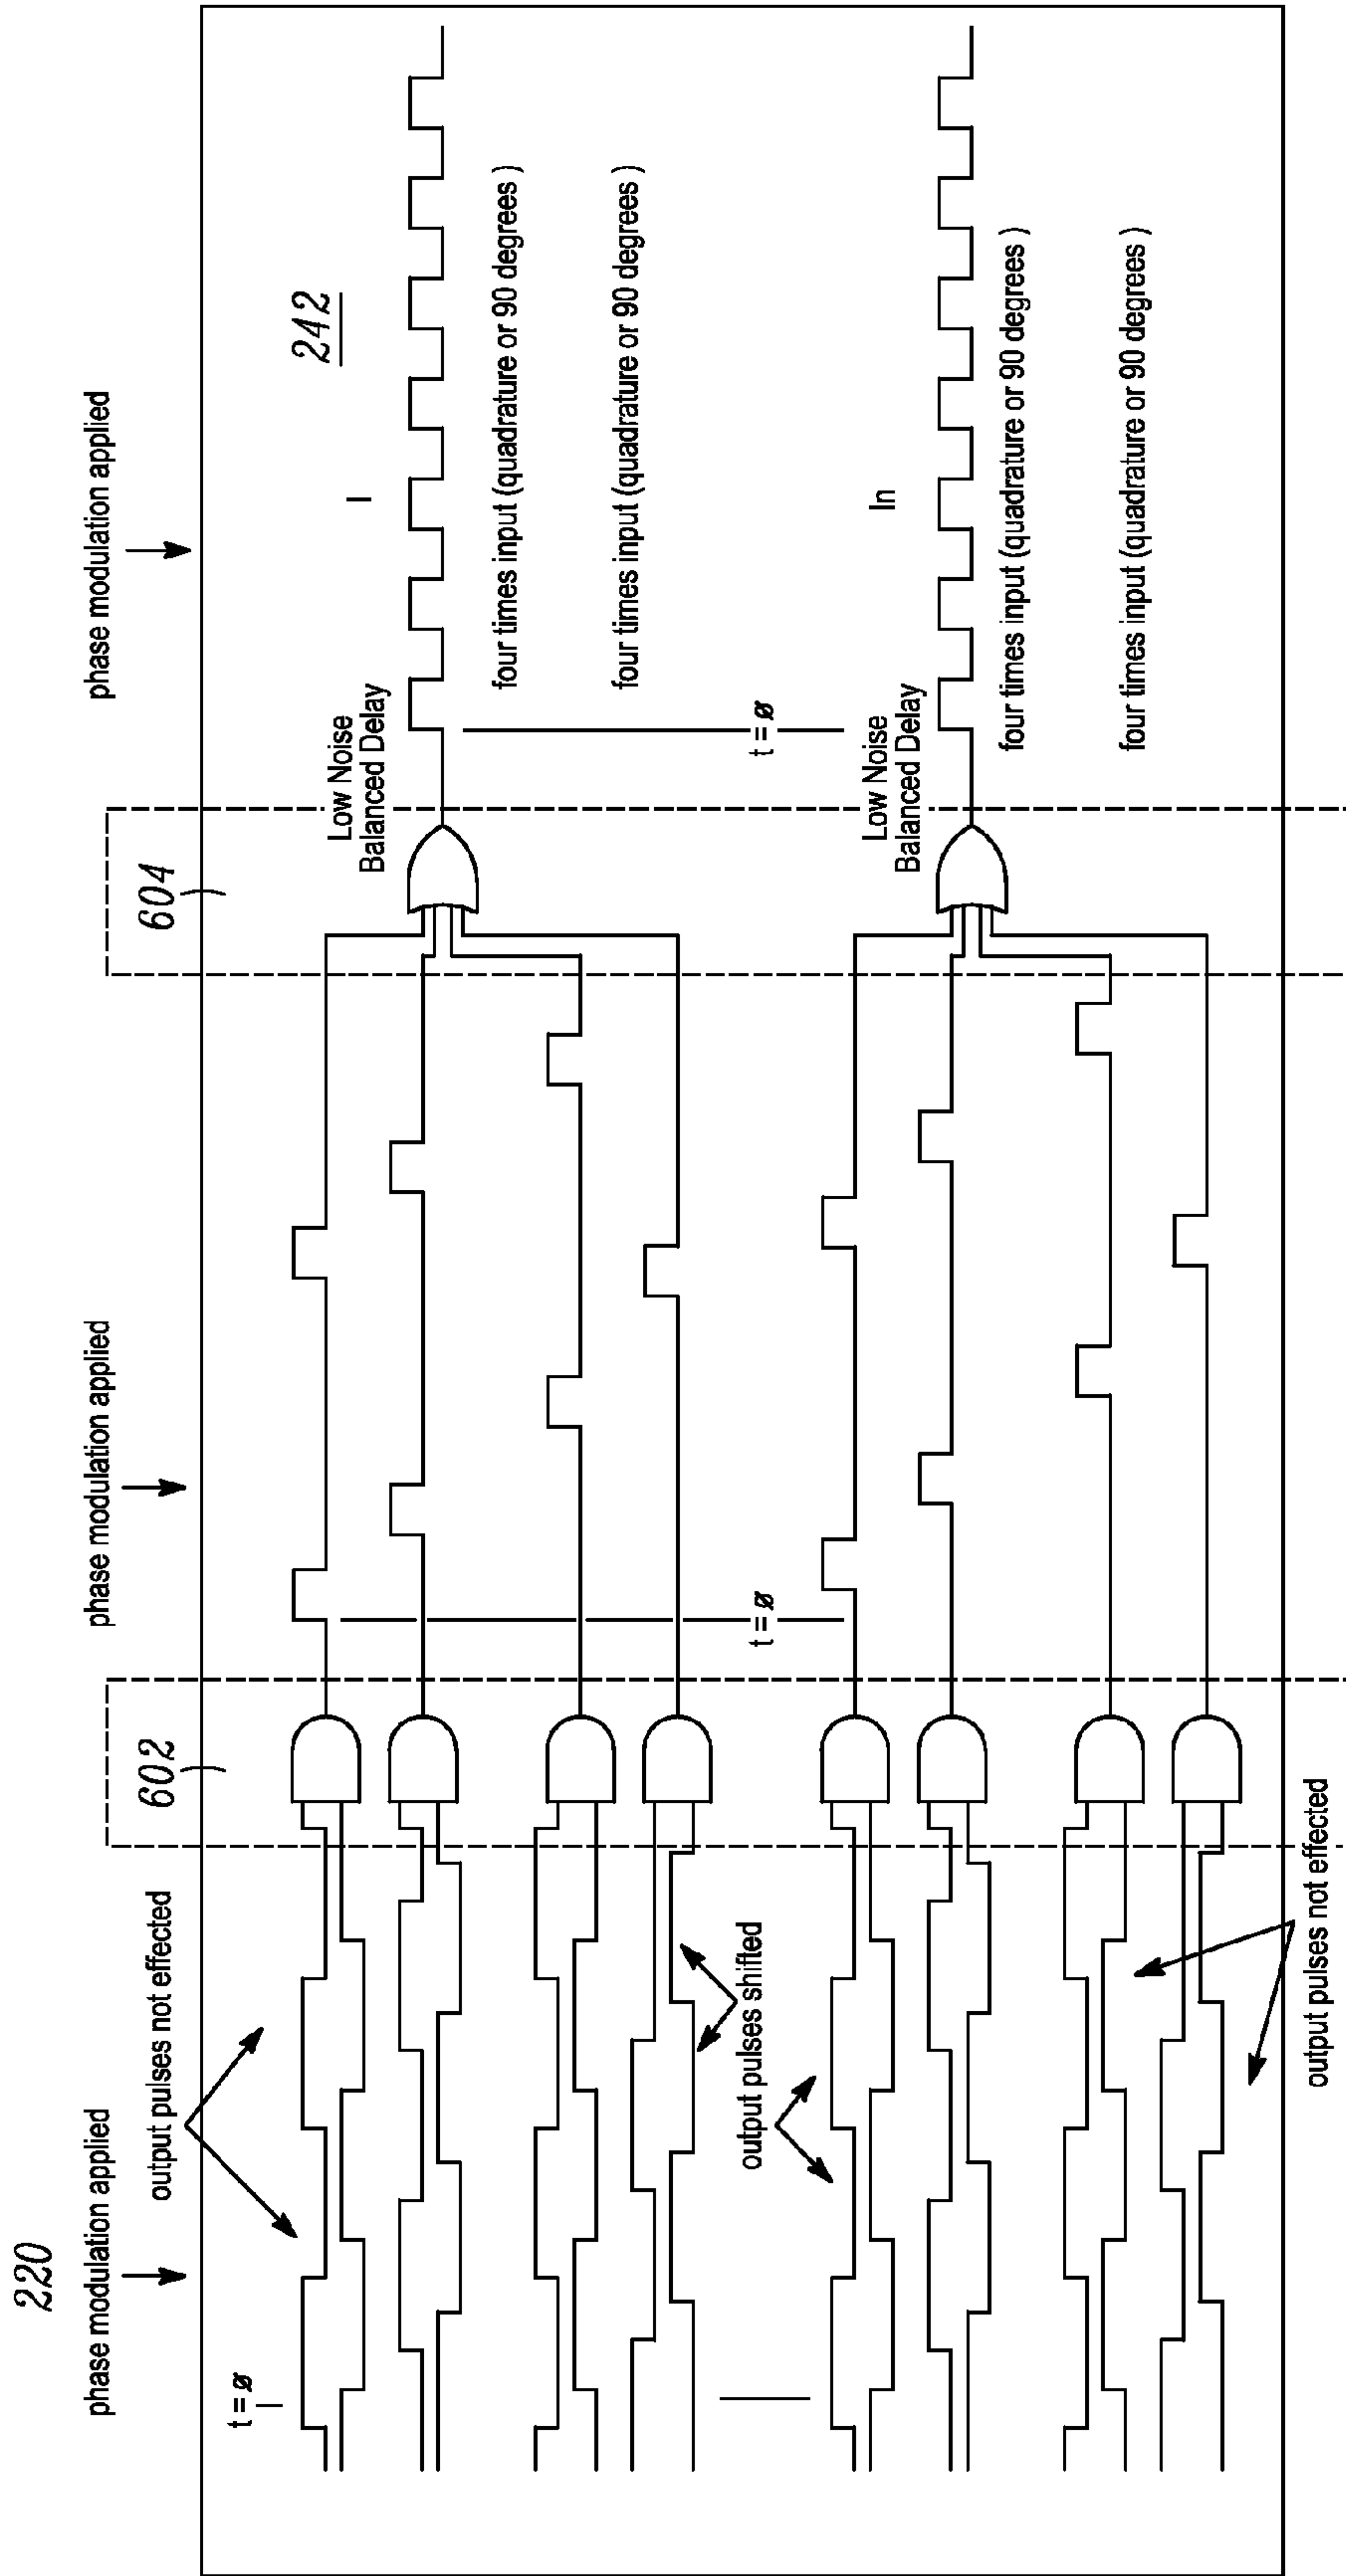 220
phase modulation applied
phase modulation applied
phase modulation applied
output pulses not effected
602
604
t = ø
242
Low Noise
Balanced Delay
I
four times input (quadrature or 90 degrees )
four times input (quadrature or 90 degrees )
output pulses shifted
t = ø
t = ø
Low Noise
Balanced Delay
In
four times input (quadrature or 90 degrees )
four times input (quadrature or 90 degrees )
output pulses not effected